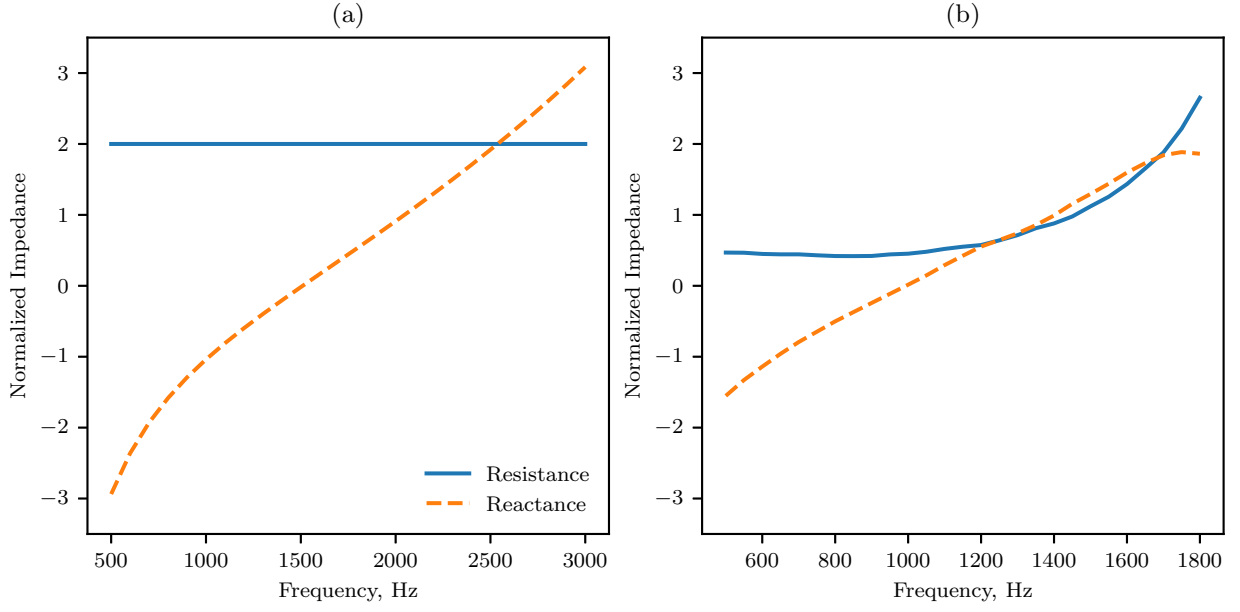 (a)
Normalized Impedance
3
2
1
0
−1
−2
−3
500 1000 1500 2000 2500 3000
Frequency, Hz
Resistance
Reactance
(b)
Normalized Impedance
3
2
1
0
−1
−2
−3
600 800 1000 1200 1400 1600 1800
Frequency, Hz